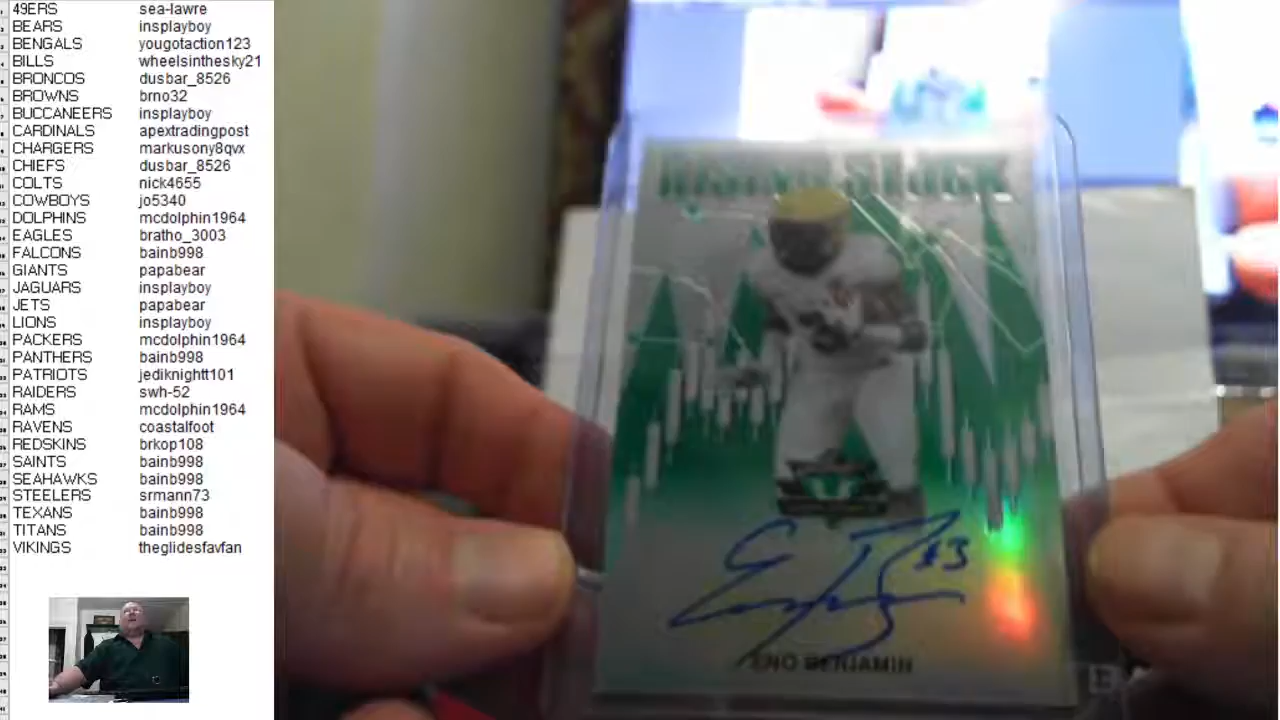 49ERS sea-lawre
BEARS insplayboy
BENGALS yougotaction123
BILLS wheelsinthesky21
BRONCOS dusbar_8526
BROWNS brno32
BUCCANEERS insplayboy
CARDINALS apextradingpost
CHARGERS markusony8qvx
CHIEFS dusbar_8526
COLTS nick4655
COWBOYS jo5340
DOLPHINS mcdolphin1964
EAGLES bratho_3003
FALCONS bainb998
GIANTS papabear
JAGUARS insplayboy
JETS papabear
LIONS insplayboy
PACKERS mcdolphin1964
PANTHERS bainb998
PATRIOTS jediknightt101
RAIDERS swh-52
RAMS mcdolphin1964
RAVENS coastalfoot
REDSKINS brkop108
SAINTS bainb998
SEAHAWKS bainb998
STEELERS srmann73
TEXANS bainb998
TITANS bainb998
VIKINGS theglidesfavfan
RISING STOCK
#3
ENO BENJAMIN